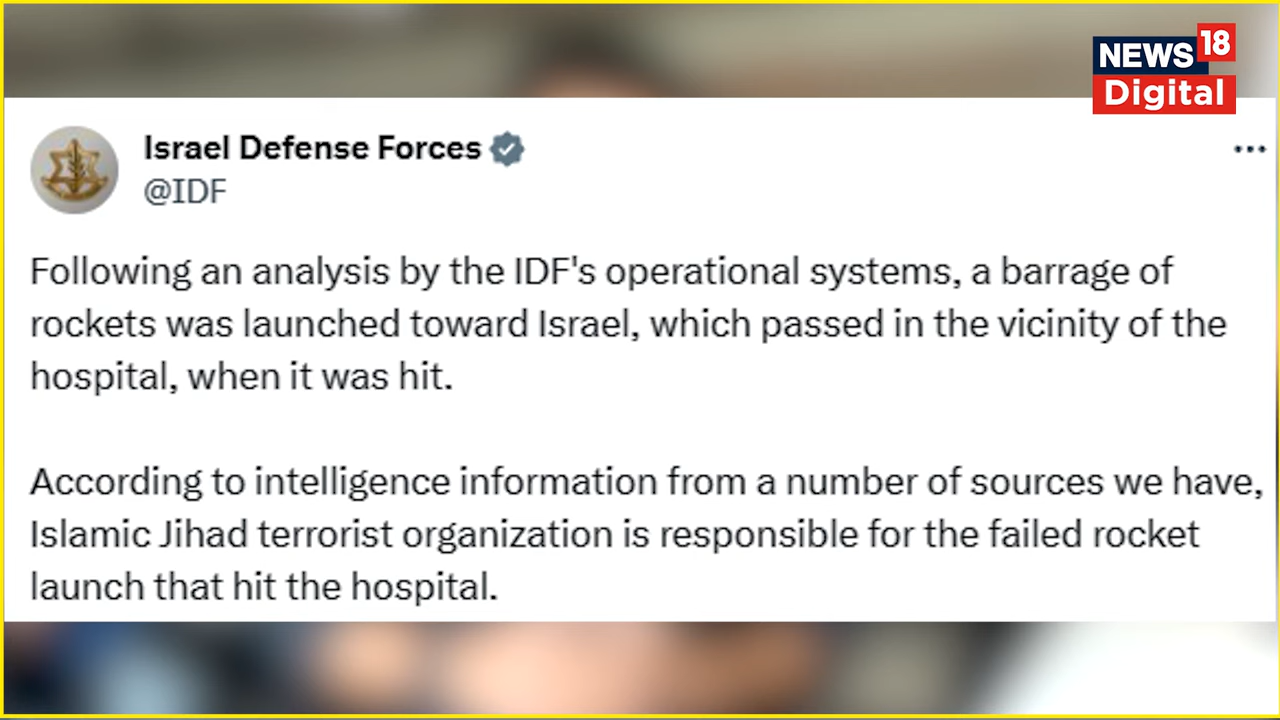 NEWS 18
Digital
Israel Defense Forces
@IDF
Following an analysis by the IDF's operational systems, a barrage of
rockets was launched toward Israel, which passed in the vicinity of the
hospital, when it was hit.
According to intelligence information from a number of sources we have,
Islamic Jihad terrorist organization is responsible for the failed rocket
launch that hit the hospital.